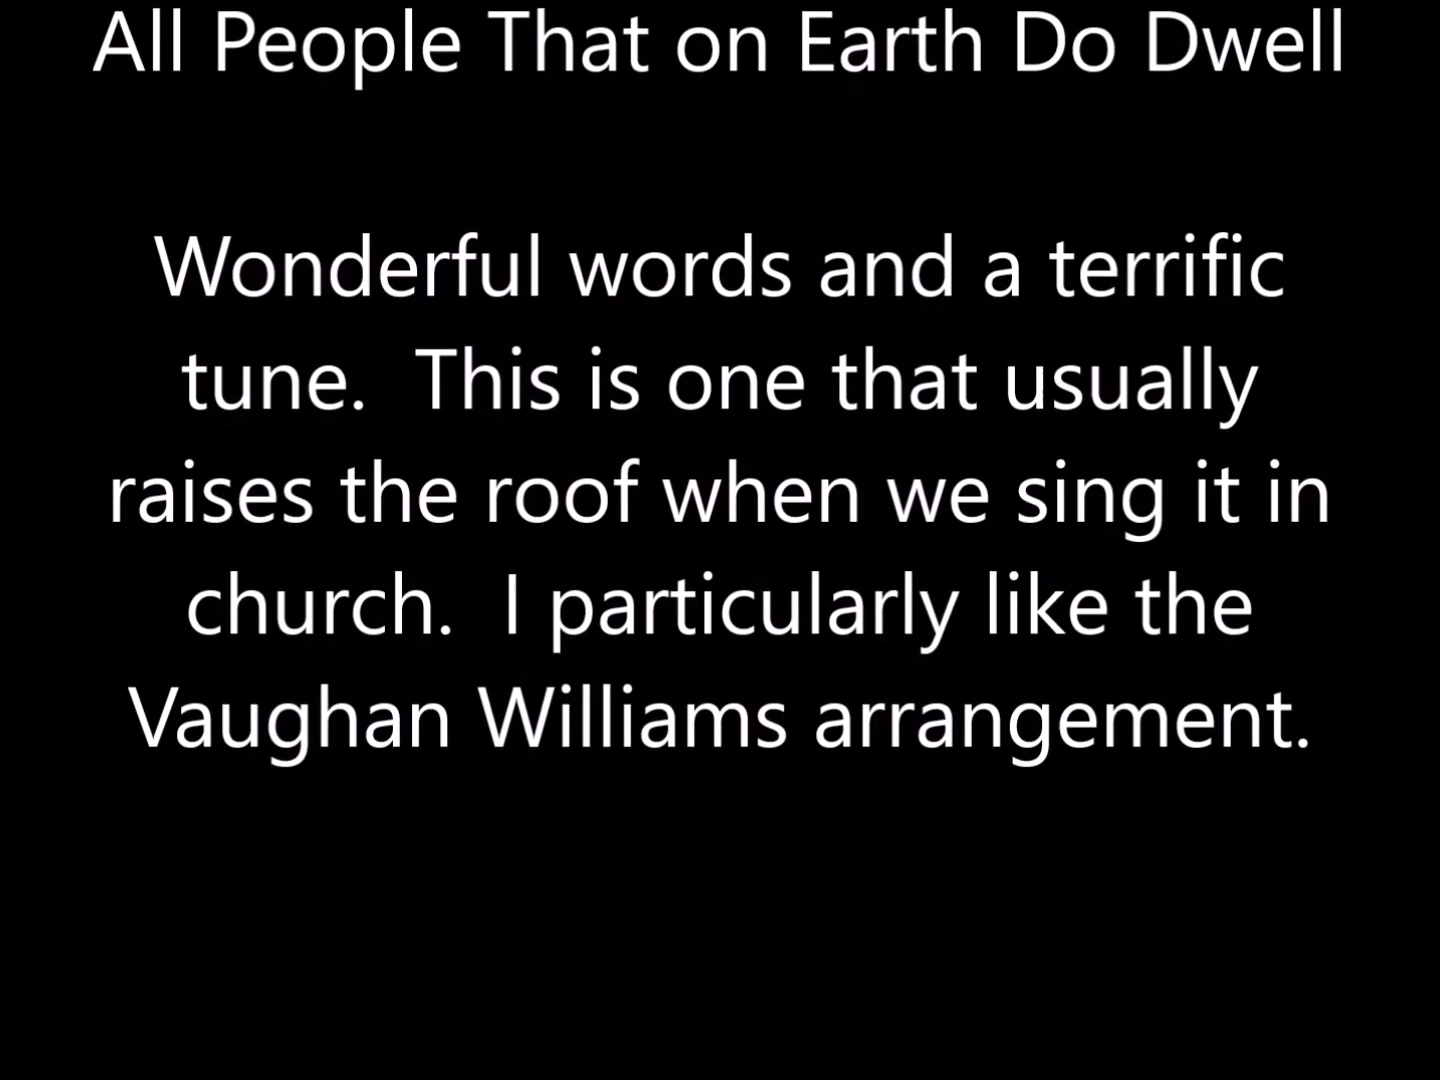 All People That on Earth Do Dwell
Wonderful words and a terrific
tune.  This is one that usually
raises the roof when we sing it in
church.  I particularly like the
Vaughan Williams arrangement.